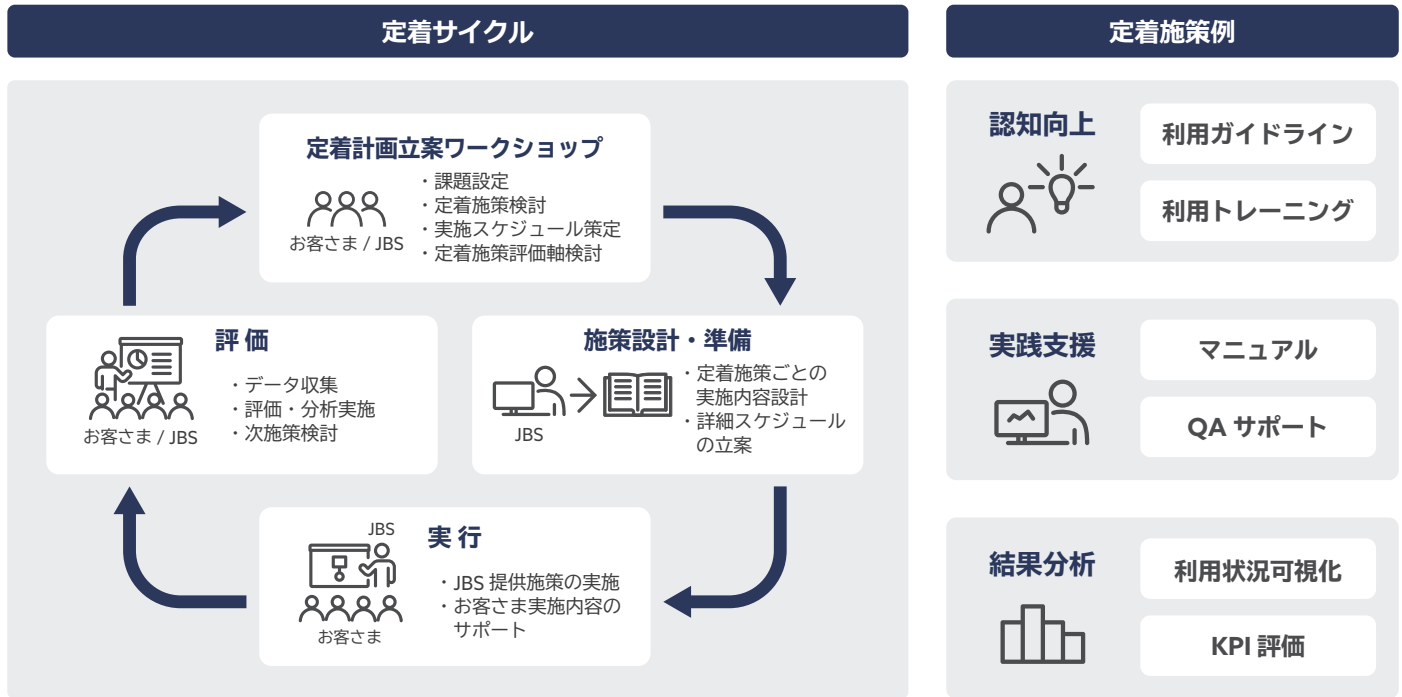 定着サイクル
定着計画立案ワークショップ
お客さま / JBS
・課題設定
・定着施策検討
・実施スケジュール策定
・定着施策評価軸検討
施策設計・準備
JBS
・定着施策ごとの
実施内容設計
・詳細スケジュール
の立案
実行
JBS
お客さま
・JBS 提供施策の実施
・お客さま実施内容の
サポート
評価
お客さま / JBS
・データ収集
・評価・分析実施
・次施策検討
定着施策例
認知向上
利用ガイドライン
利用トレーニング
実践支援
マニュアル
QA サポート
結果分析
利用状況可視化
KPI 評価